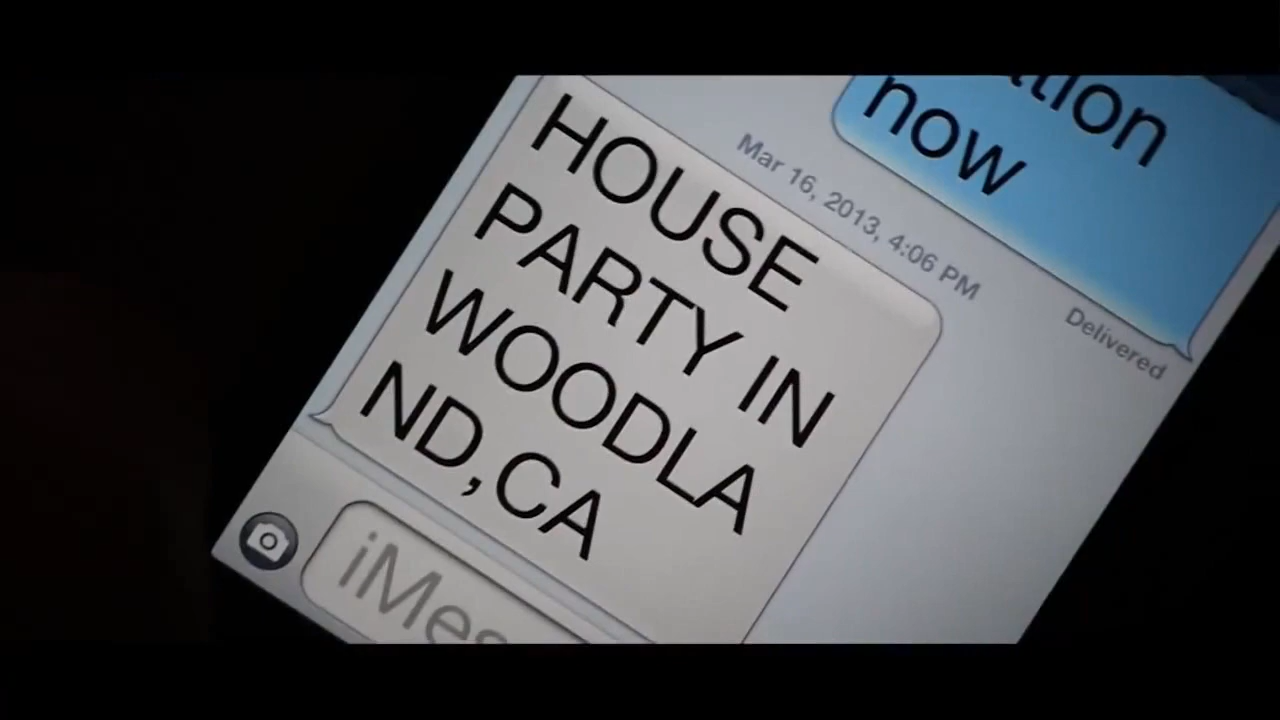 now
Delivered
Mar 16, 2013, 4:06 PM
HOUSE
PARTY IN
WOODLA
ND,CA